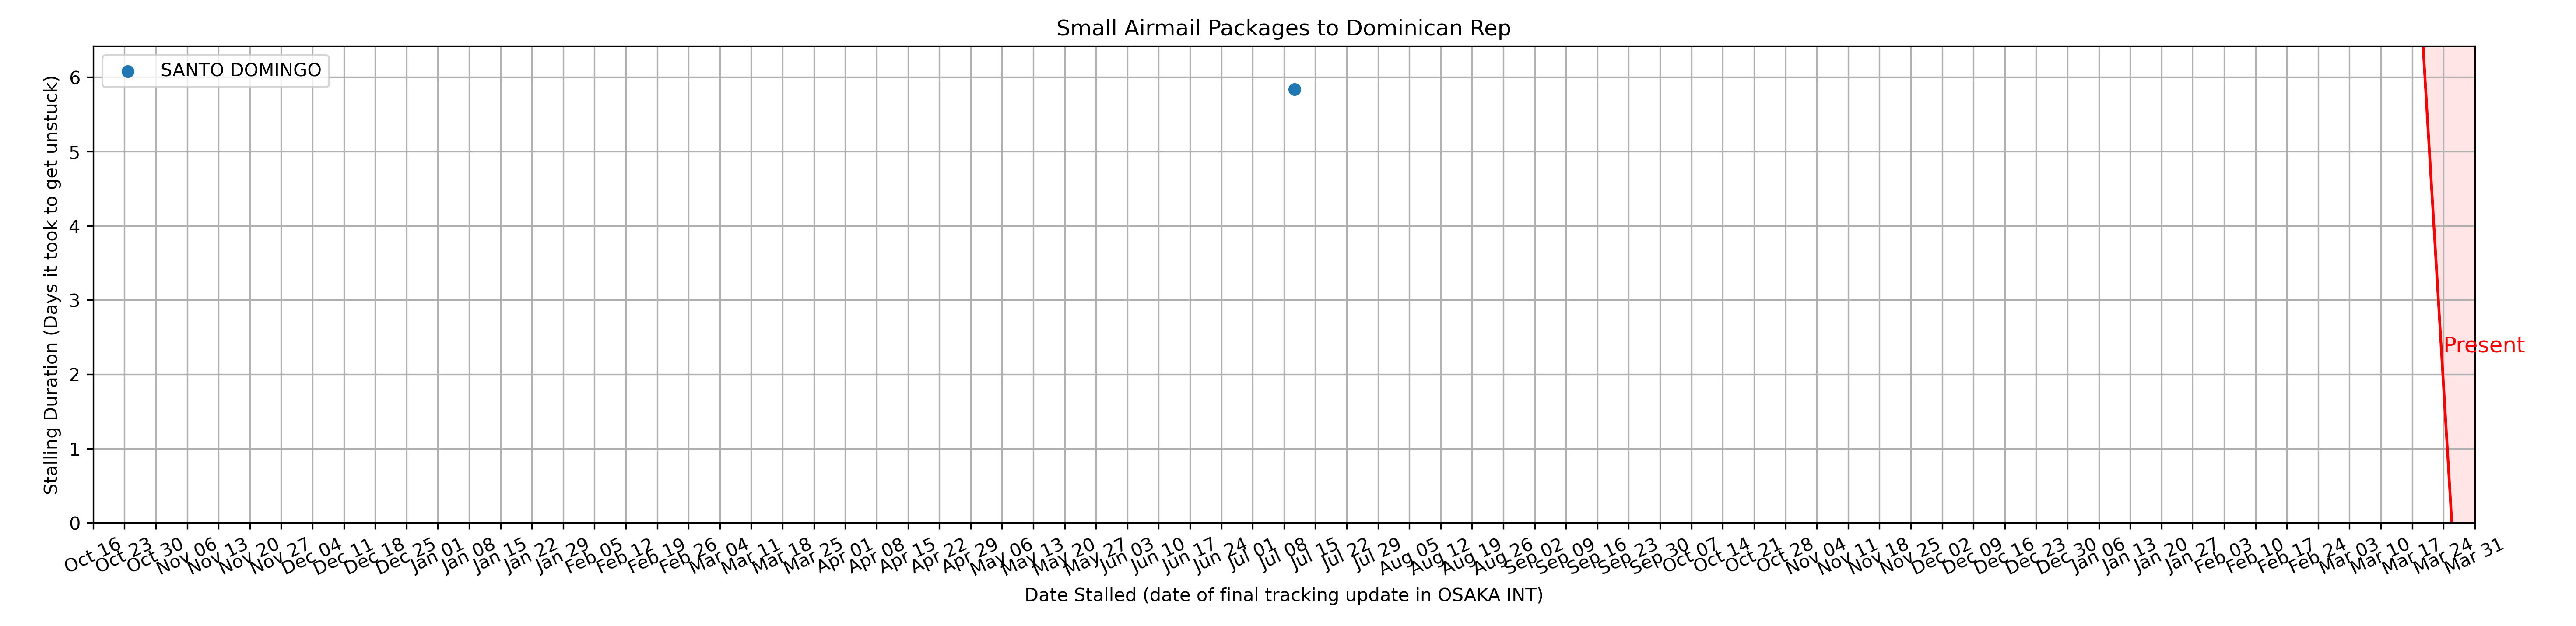 Small Airmail Packages to Dominican Rep
SANTO DOMINGO
Stalling Duration (Days it took to get unstuck)
6
5
4
3
2
1
0
Present
Oct 16
Oct 23
Oct 30
Nov 06
Nov 13
Nov 20
Nov 27
Dec 04
Dec 11
Dec 18
Dec 25
Jan 01
Jan 08
Jan 15
Jan 22
Jan 29
Feb 05
Feb 12
Feb 19
Feb 26
Mar 04
Mar 11
Mar 18
Mar 25
Apr 01
Apr 08
Apr 15
Apr 22
Apr 29
May 06
May 13
May 20
May 27
Jun 03
Jun 10
Jun 17
Jun 24
Jul 01
Jul 08
Jul 15
Jul 22
Jul 29
Aug 05
Aug 12
Aug 19
Aug 26
Sep 02
Sep 09
Sep 16
Sep 23
Sep 30
Oct 07
Oct 14
Oct 21
Oct 28
Nov 04
Nov 11
Nov 18
Nov 25
Dec 02
Dec 09
Dec 16
Dec 23
Dec 30
Jan 06
Jan 13
Jan 20
Jan 27
Feb 03
Feb 10
Feb 17
Feb 24
Mar 03
Mar 10
Mar 17
Mar 24
Mar 31
Date Stalled (date of final tracking update in OSAKA INT)